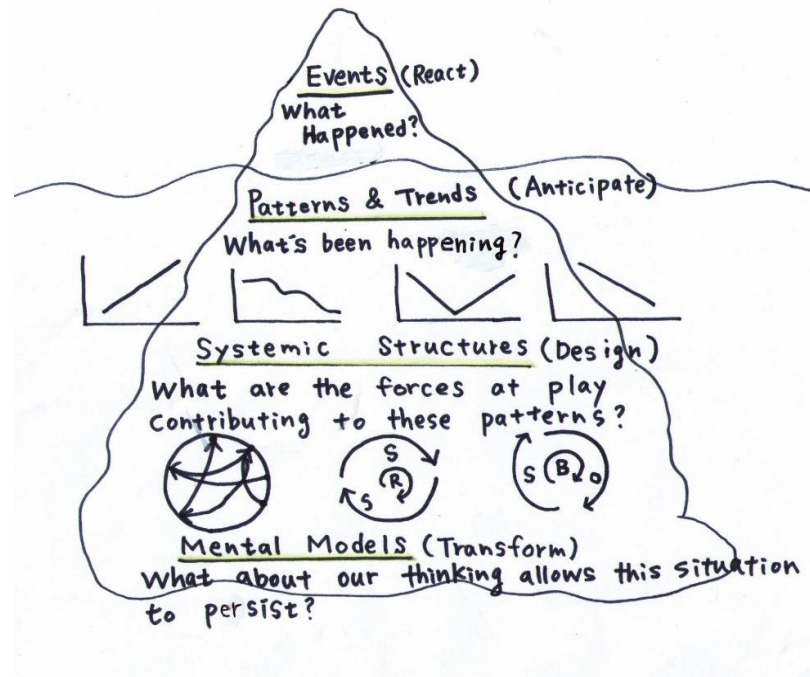 Events (React)
What
Happened?
Patterns & Trends (Anticipate)
What's been happening?
Systemic Structures (Design)
What are the forces at play
contributing to these patterns?
S
R
S
S B O
Mental Models (Transform)
What about our thinking allows this situation
to persist?